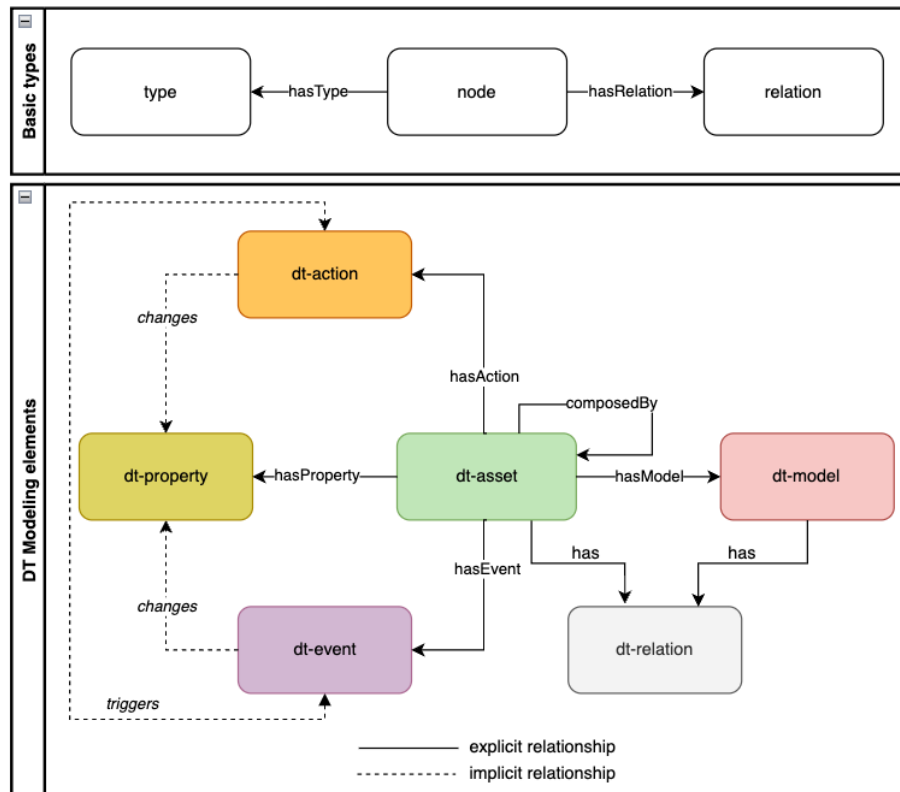 Basic types
type
hasType
node
hasRelation
relation
DT Modeling elements
dt-action
changes
hasAction
composedBy
dt-property
hasProperty
dt-asset
hasModel
dt-model
has
has
hasEvent
changes
dt-event
dt-relation
triggers
explicit relationship
implicit relationship